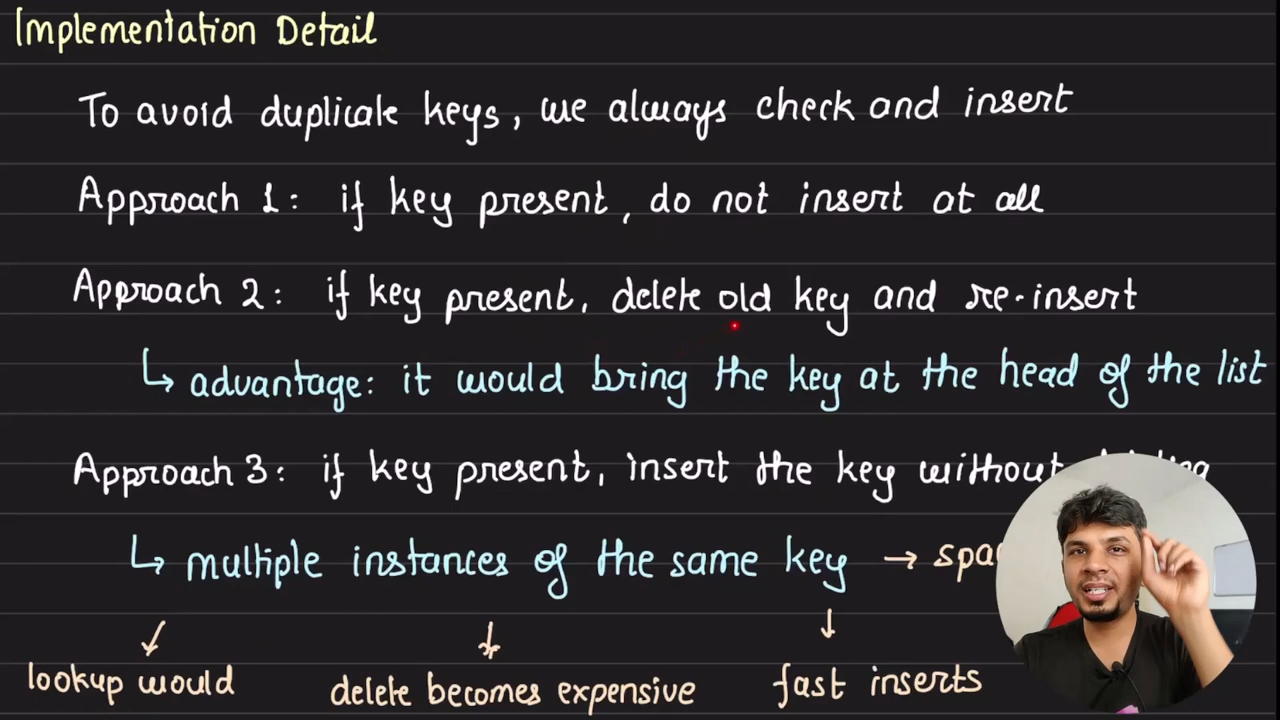 Implementation Detail
To avoid duplicate keys, we always check and insert
Approach 1: if key present, do not insert at all
Approach 2: if key present, delete old key and re-insert
↳ advantage: it would bring the key at the head of the list
Approach 3: if key present, insert the key without
↳ multiple instances of the same key →
lookup would delete becomes expensive fast inserts